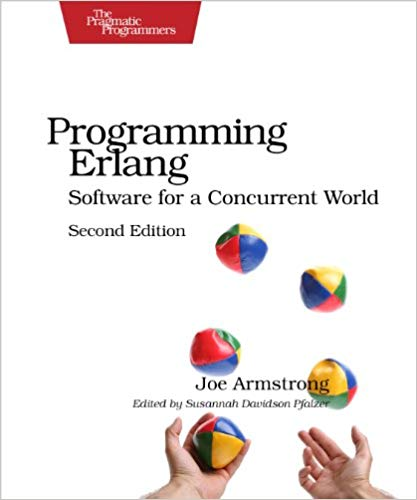 The
Pragmatic
Programmers
Programming
Erlang
Software for a Concurrent World
Second Edition
Joe Armstrong
Edited by Susannah Davidson Pfalzer